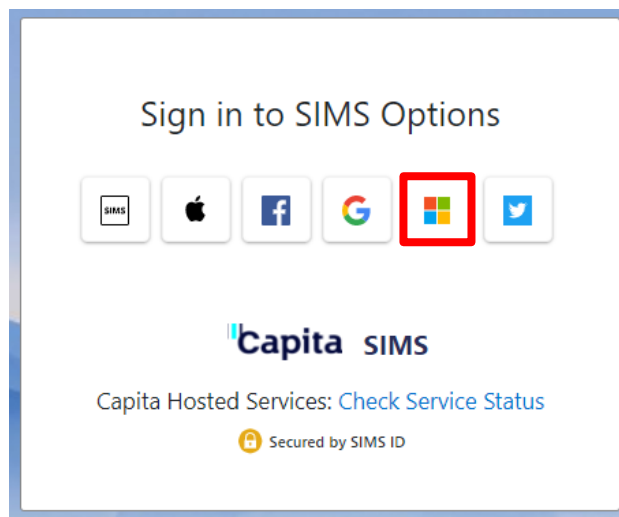 Sign in to SIMS Options
SIMS
Capita SIMS
Capita Hosted Services: Check Service Status
Secured by SIMS ID